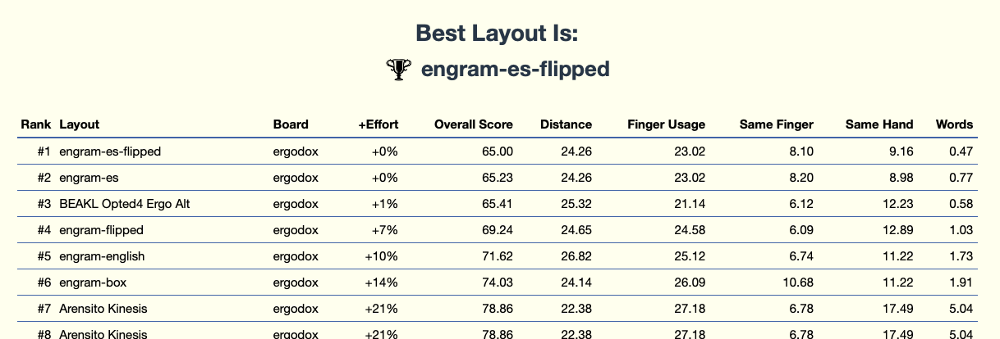 Best Layout Is:
engram-es-flipped
Rank Layout Board +Effort Overall Score Distance Finger Usage Same Finger Same Hand Words
#1 engram-es-flipped ergodox +0% 65.00 24.26 23.02 8.10 9.16 0.47
#2 engram-es ergodox +0% 65.23 24.26 23.02 8.20 8.98 0.77
#3 BEAKL Opted4 Ergo Alt ergodox +1% 65.41 25.32 21.14 6.12 12.23 0.58
#4 engram-flipped ergodox +7% 69.24 24.65 24.58 6.09 12.89 1.03
#5 engram-english ergodox +10% 71.62 26.82 25.12 6.74 11.22 1.73
#6 engram-box ergodox +14% 74.03 24.14 26.09 10.68 11.22 1.91
#7 Arensito Kinesis ergodox +21% 78.86 22.38 27.18 6.78 17.49 5.04
#8 Arensito Kinesis ergodox +21% 78.86 22.38 27.18 6.78 17.49 5.04